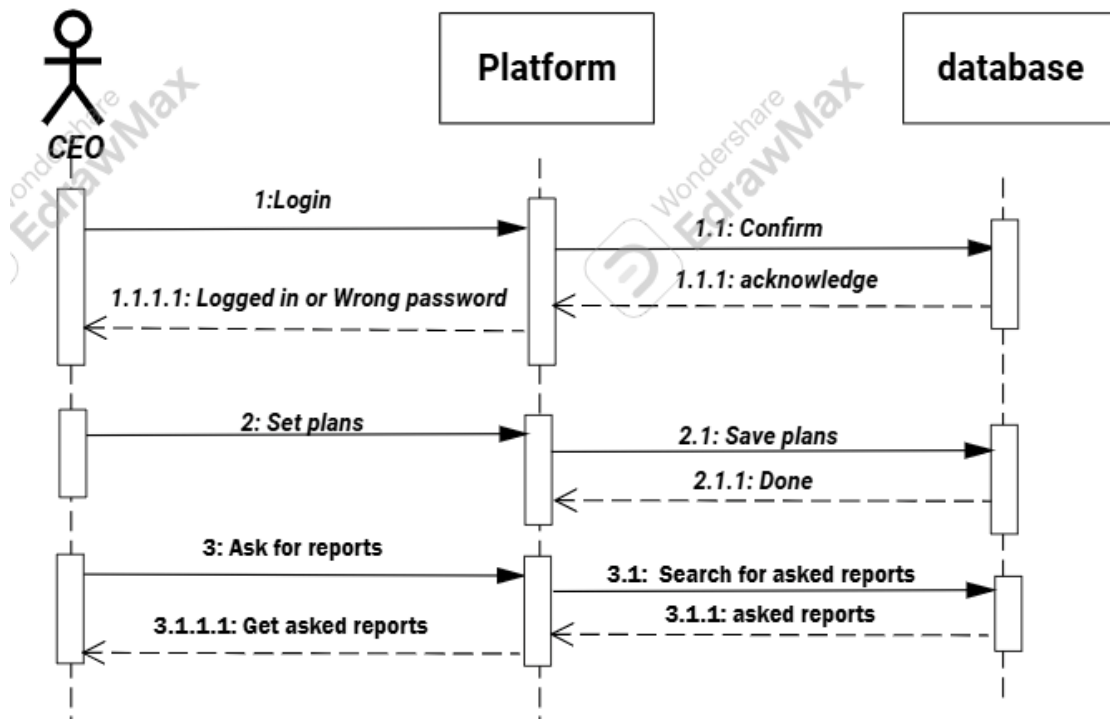 Platform
database
CEO
Wondershare
EdrawMax
Wondershare
EdrawMax
1:Login
1.1: Confirm
1.1.1: acknowledge
1.1.1.1: Logged in or Wrong password
2: Set plans
2.1: Save plans
2.1.1: Done
3: Ask for reports
3.1: Search for asked reports
3.1.1: asked reports
3.1.1.1: Get asked reports